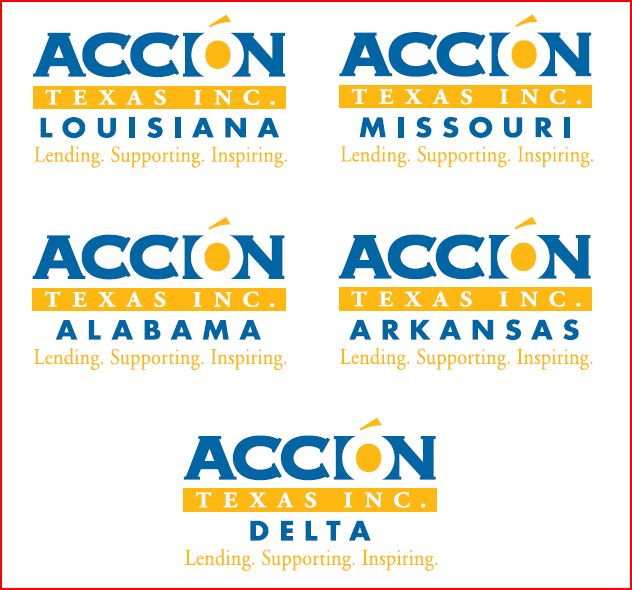 ACCIÓN
TEXAS INC.
LOUISIANA
Lending. Supporting. Inspiring.
ACCIÓN
TEXAS INC.
MISSOURI
Lending. Supporting. Inspiring.
ACCIÓN
TEXAS INC.
ALABAMA
Lending. Supporting. Inspiring.
ACCIÓN
TEXAS INC.
ARKANSAS
Lending. Supporting. Inspiring.
ACCIÓN
TEXAS INC.
DELTA
Lending. Supporting. Inspiring.